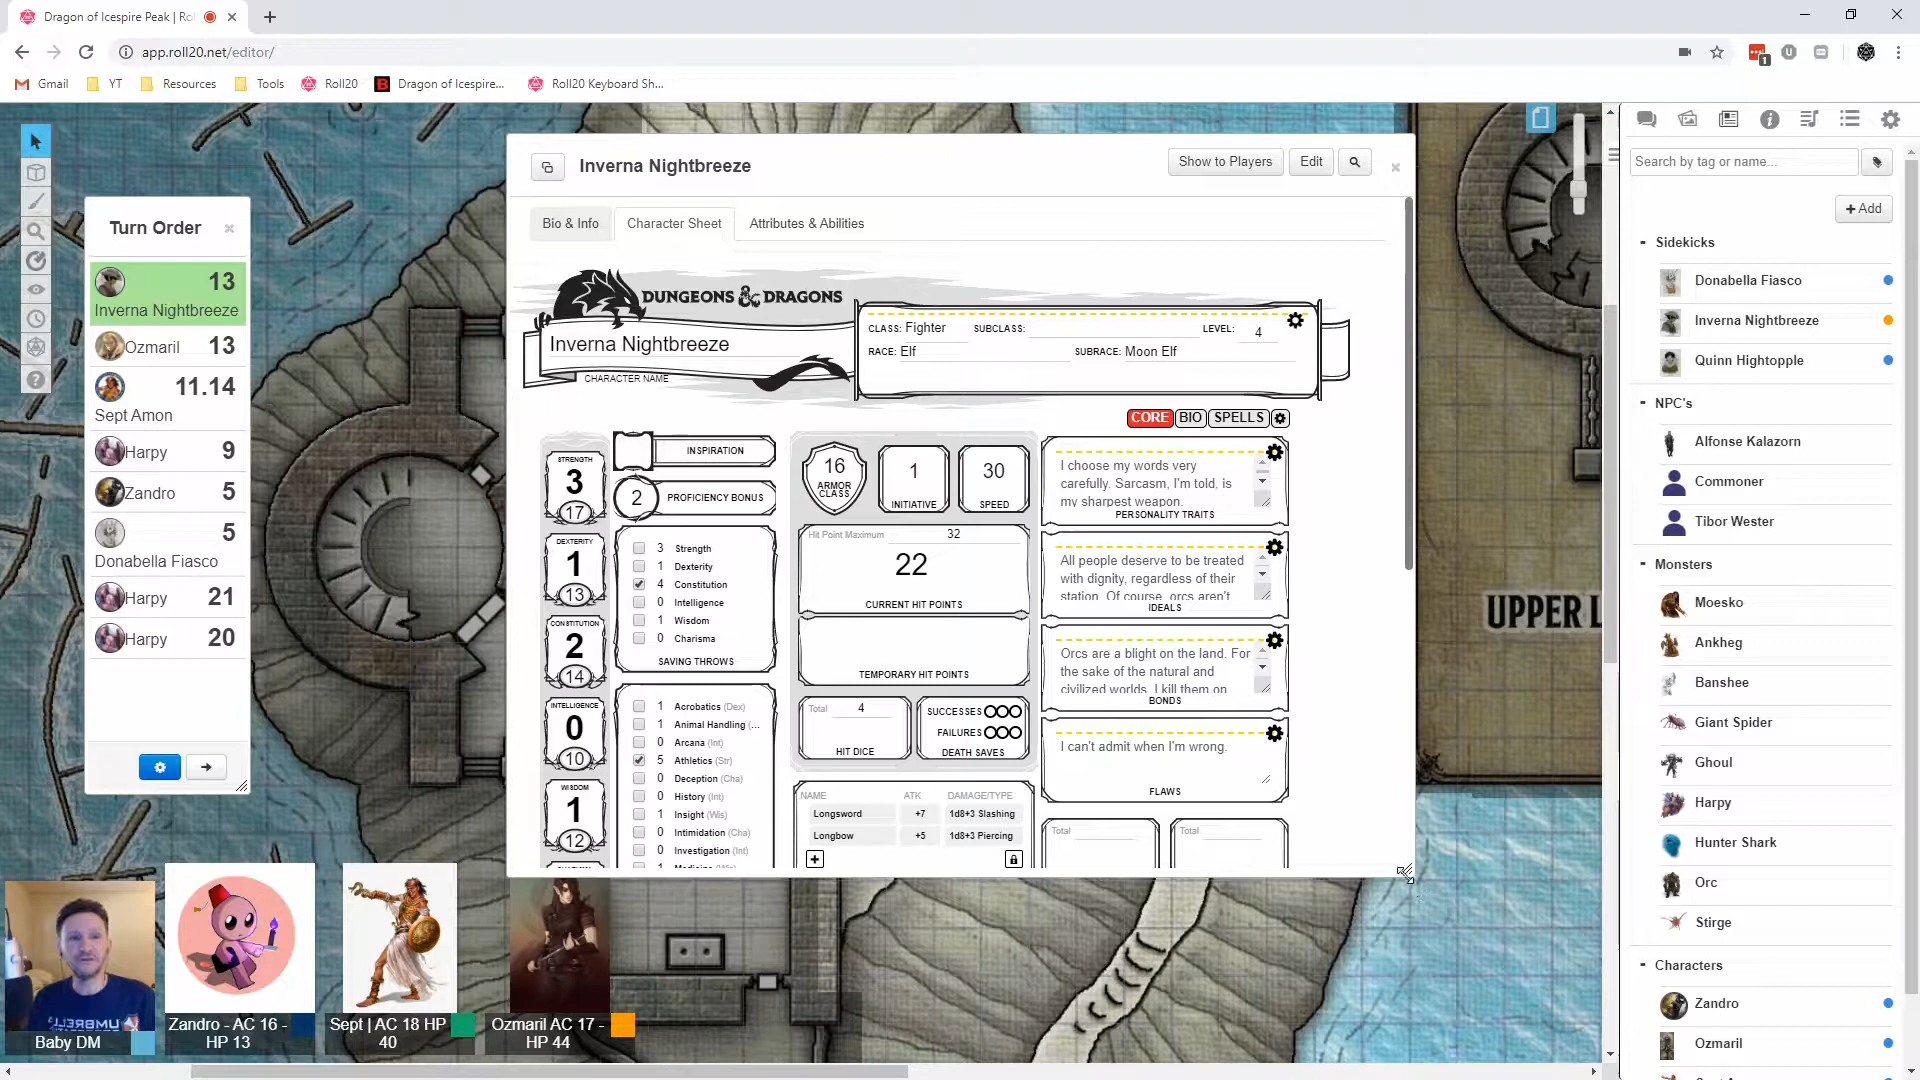 Dragon of Icespire Peak | Ro
app.roll20.net/editor/
Gmail
YT
Resources
Tools
Roll20
Dragon of Icespire...
Roll20 Keyboard Sh...
1
Inverna Nightbreeze
Show to Players
Edit
Bio & Info
Character Sheet
Attributes & Abilities
Turn Order
13
Inverna Nightbreeze
Ozmaril 13
11.14
Sept Amon
Harpy 9
Zandro 5
5
Donabella Fiasco
Harpy 21
Harpy 20
DUNGEONS & DRAGONS
Inverna Nightbreeze
CHARACTER NAME
CLASS: Fighter SUBCLASS: LEVEL: 4
RACE: Elf SUBRACE: Moon Elf
CORE BIO SPELLS
STRENGTH
3
17
DEXTERITY
1
13
CONSTITUTION
2
14
INTELLIGENCE
0
10
WISDOM
1
12
INSPIRATION
2 PROFICIENCY BONUS
3 Strength
1 Dexterity
4 Constitution
0 Intelligence
1 Wisdom
0 Charisma
SAVING THROWS
1 Acrobatics (Dex)
1 Animal Handling (...
0 Arcana (Int)
5 Athletics (Str)
0 Deception (Cha)
0 History (Int)
1 Insight (Wis)
0 Intimidation (Cha)
0 Investigation (Int)
16
ARMOR
CLASS
1
INITIATIVE
30
SPEED
Hit Point Maximum 32
22
CURRENT HIT POINTS
TEMPORARY HIT POINTS
Total 4
HIT DICE
SUCCESSES
FAILURES
DEATH SAVES
NAME ATK DAMAGE/TYPE
Longsword +7 1d8+3 Slashing
Longbow +5 1d8+3 Piercing
I choose my words very
carefully. Sarcasm, I'm told, is
my sharpest weapon.
PERSONALITY TRAITS
All people deserve to be treated
with dignity, regardless of their
station. Of course, orcs aren't
IDEALS
Orcs are a blight on the land. For
the sake of the natural and
civilized worlds, I kill them on
BONDS
I can't admit when I'm wrong.
FLAWS
Total
Total
UPPER L
Search by tag or name...
+ Add
Sidekicks
Donabella Fiasco
Inverna Nightbreeze
Quinn Hightopple
NPC's
Alfonse Kalazorn
Commoner
Tibor Wester
Monsters
Moesko
Ankheg
Banshee
Giant Spider
Ghoul
Harpy
Hunter Shark
Orc
Stirge
Characters
Zandro
Ozmaril
UMBREL
Baby DM
Zandro - AC 16 -
HP 13
Sept | AC 18 HP
40
Ozmaril AC 17 -
HP 44